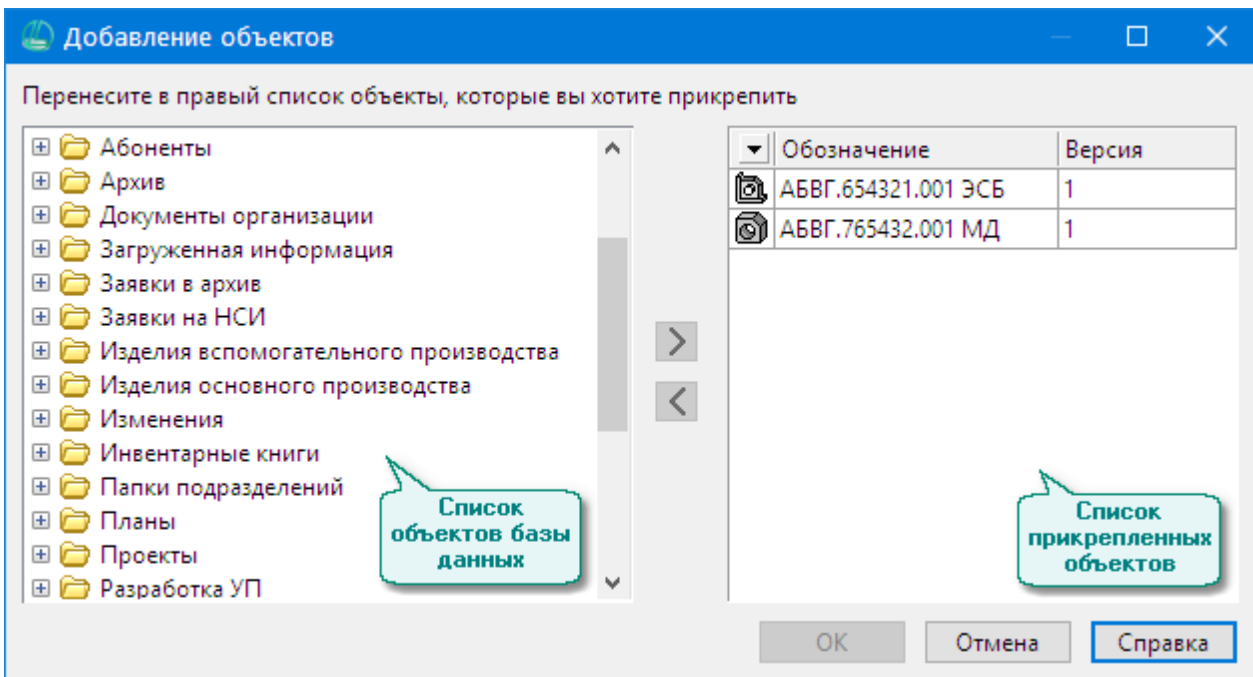 Добавление объектов
Перенесите в правый список объекты, которые вы хотите прикрепить
Абоненты
Архив
Документы организации
Загруженная информация
Заявки в архив
Заявки на НСИ
Изделия вспомогательного производства
Изделия основного производства
Изменения
Инвентарные книги
Папки подразделений
Планы
Проекты
Разработка УП
Список
объектов базы
данных
Обозначение Версия
АБВГ.654321.001 ЭСБ 1
АБВГ.765432.001 МД 1
Список
прикрепленных
объектов
ОК Отмена Справка